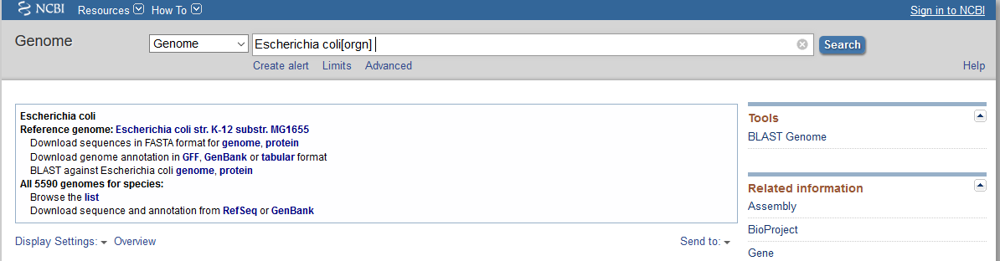 NCBI Resources How To Sign in to NCBI
Genome Genome Escherichia coli[orgn] Search
Create alert Limits Advanced Help
Escherichia coli
Reference genome: Escherichia coli str. K-12 substr. MG1655
Download sequences in FASTA format for genome, protein
Download genome annotation in GFF, GenBank or tabular format
BLAST against Escherichia coli genome, protein
All 5590 genomes for species:
Browse the list
Download sequence and annotation from RefSeq or GenBank
Display Settings: Overview Send to:
Tools
BLAST Genome
Related information
Assembly
BioProject
Gene